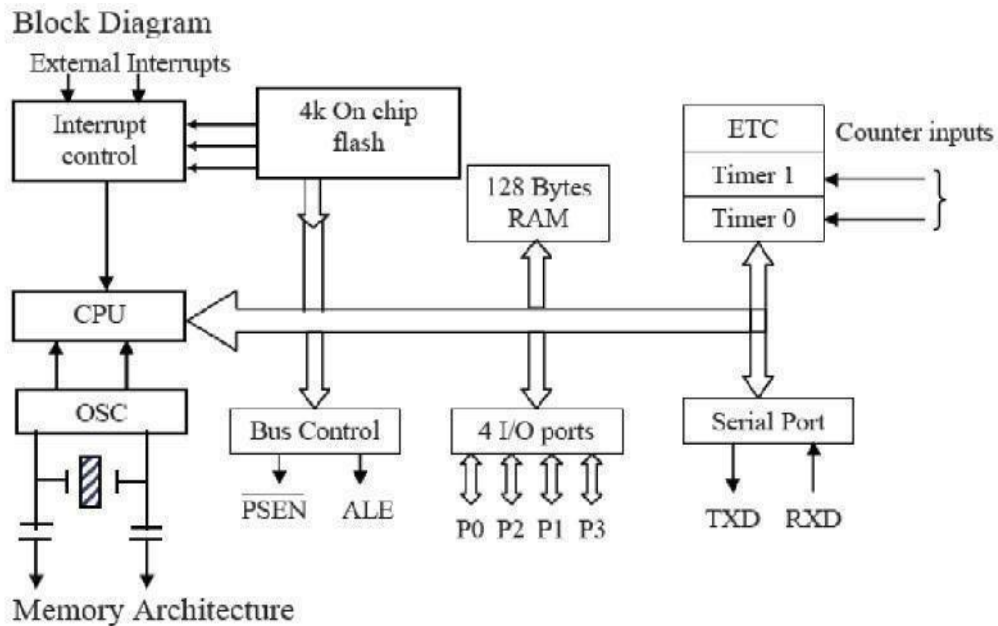 Block Diagram
External Interrupts
Interrupt
control
4k On chip
flash
128 Bytes
RAM
ETC
Timer 1
Timer 0
Counter inputs
CPU
OSC
Bus Control
PSEN
ALE
4 I/O ports
P0 P2 P1 P3
Serial Port
TXD RXD
Memory Architecture